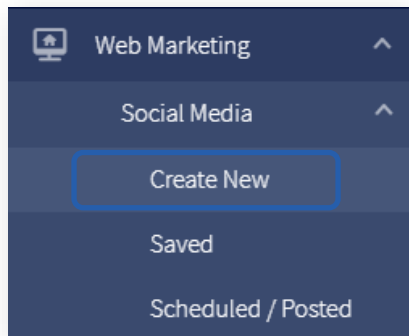 Web Marketing
Social Media
Create New
Saved
Scheduled / Posted